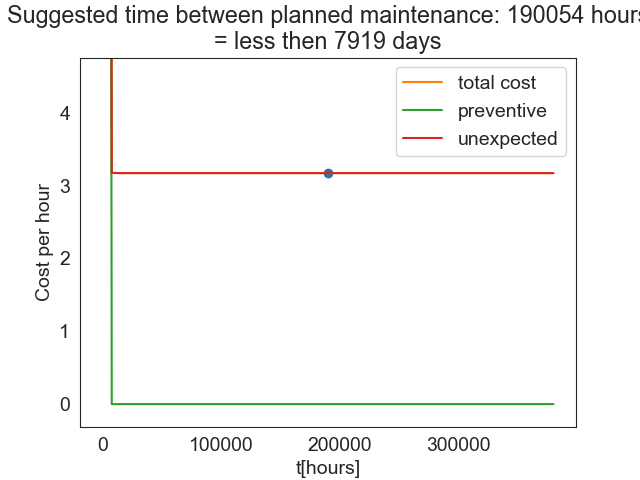 Suggested time between planned maintenance: 190054 hours
= less then 7919 days
total cost
preventive
unexpected
Cost per hour
4
3
2
1
0
0
100000
200000
300000
t[hours]